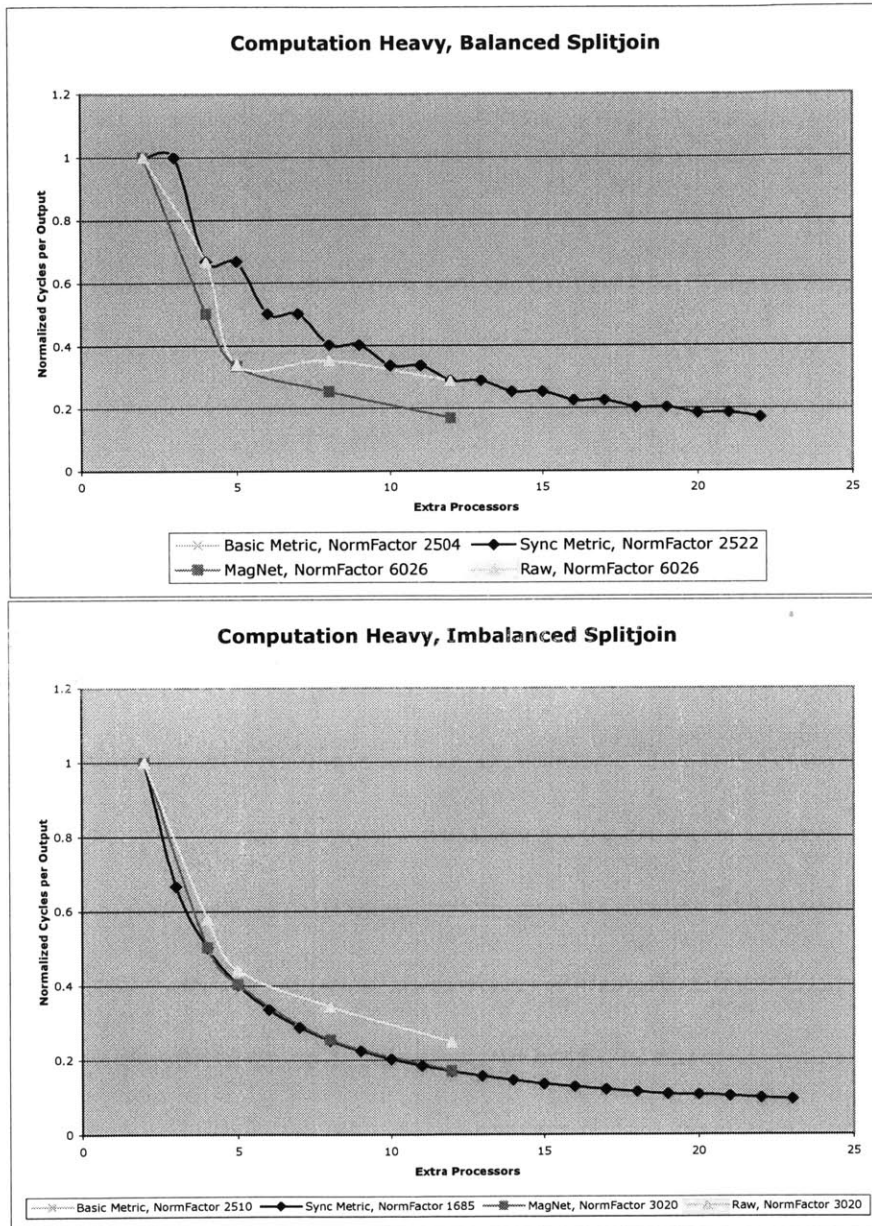 Computation Heavy, Balanced Splitjoin
1.2
1
0.8
0.6
0.4
0.2
0
Normalized Cycles per Output
0 5 10 15 20 25
Extra Processors
Basic Metric, NormFactor 2504 Sync Metric, NormFactor 2522
MagNet, NormFactor 6026 Raw, NormFactor 6026
Computation Heavy, Imbalanced Splitjoin
1.2
1
0.8
0.6
0.4
0.2
0
Normalized Cycles per Output
0 5 10 15 20 25
Extra Processors
Basic Metric, NormFactor 2510 Sync Metric, NormFactor 1685 MagNet, NormFactor 3020 Raw, NormFactor 3020